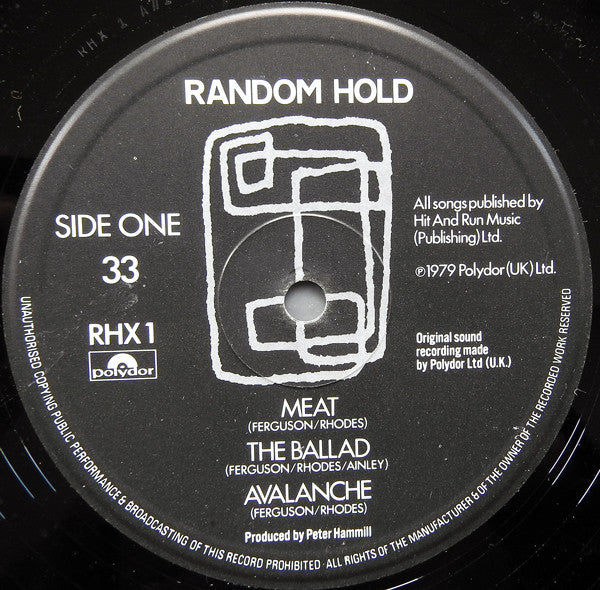 RHX 1 A
RANDOM HOLD
SIDE ONE
33
RHX 1
polydor
All songs published by
Hit And Run Music
(Publishing) Ltd.
℗ 1979 Polydor (UK) Ltd.
Original sound
recording made
by Polydor Ltd (U.K.)
MEAT
(FERGUSON/RHODES)
THE BALLAD
(FERGUSON/RHODES/AINLEY)
AVALANCHE
(FERGUSON/RHODES)
Produced by Peter Hammill
UNAUTHORISED COPYING PUBLIC PERFORMANCE & BROADCASTING OF THIS RECORD PROHIBITED · ALL RIGHTS OF THE MANUFACTURER & OF THE OWNER OF THE RECORDED WORK RESERVED